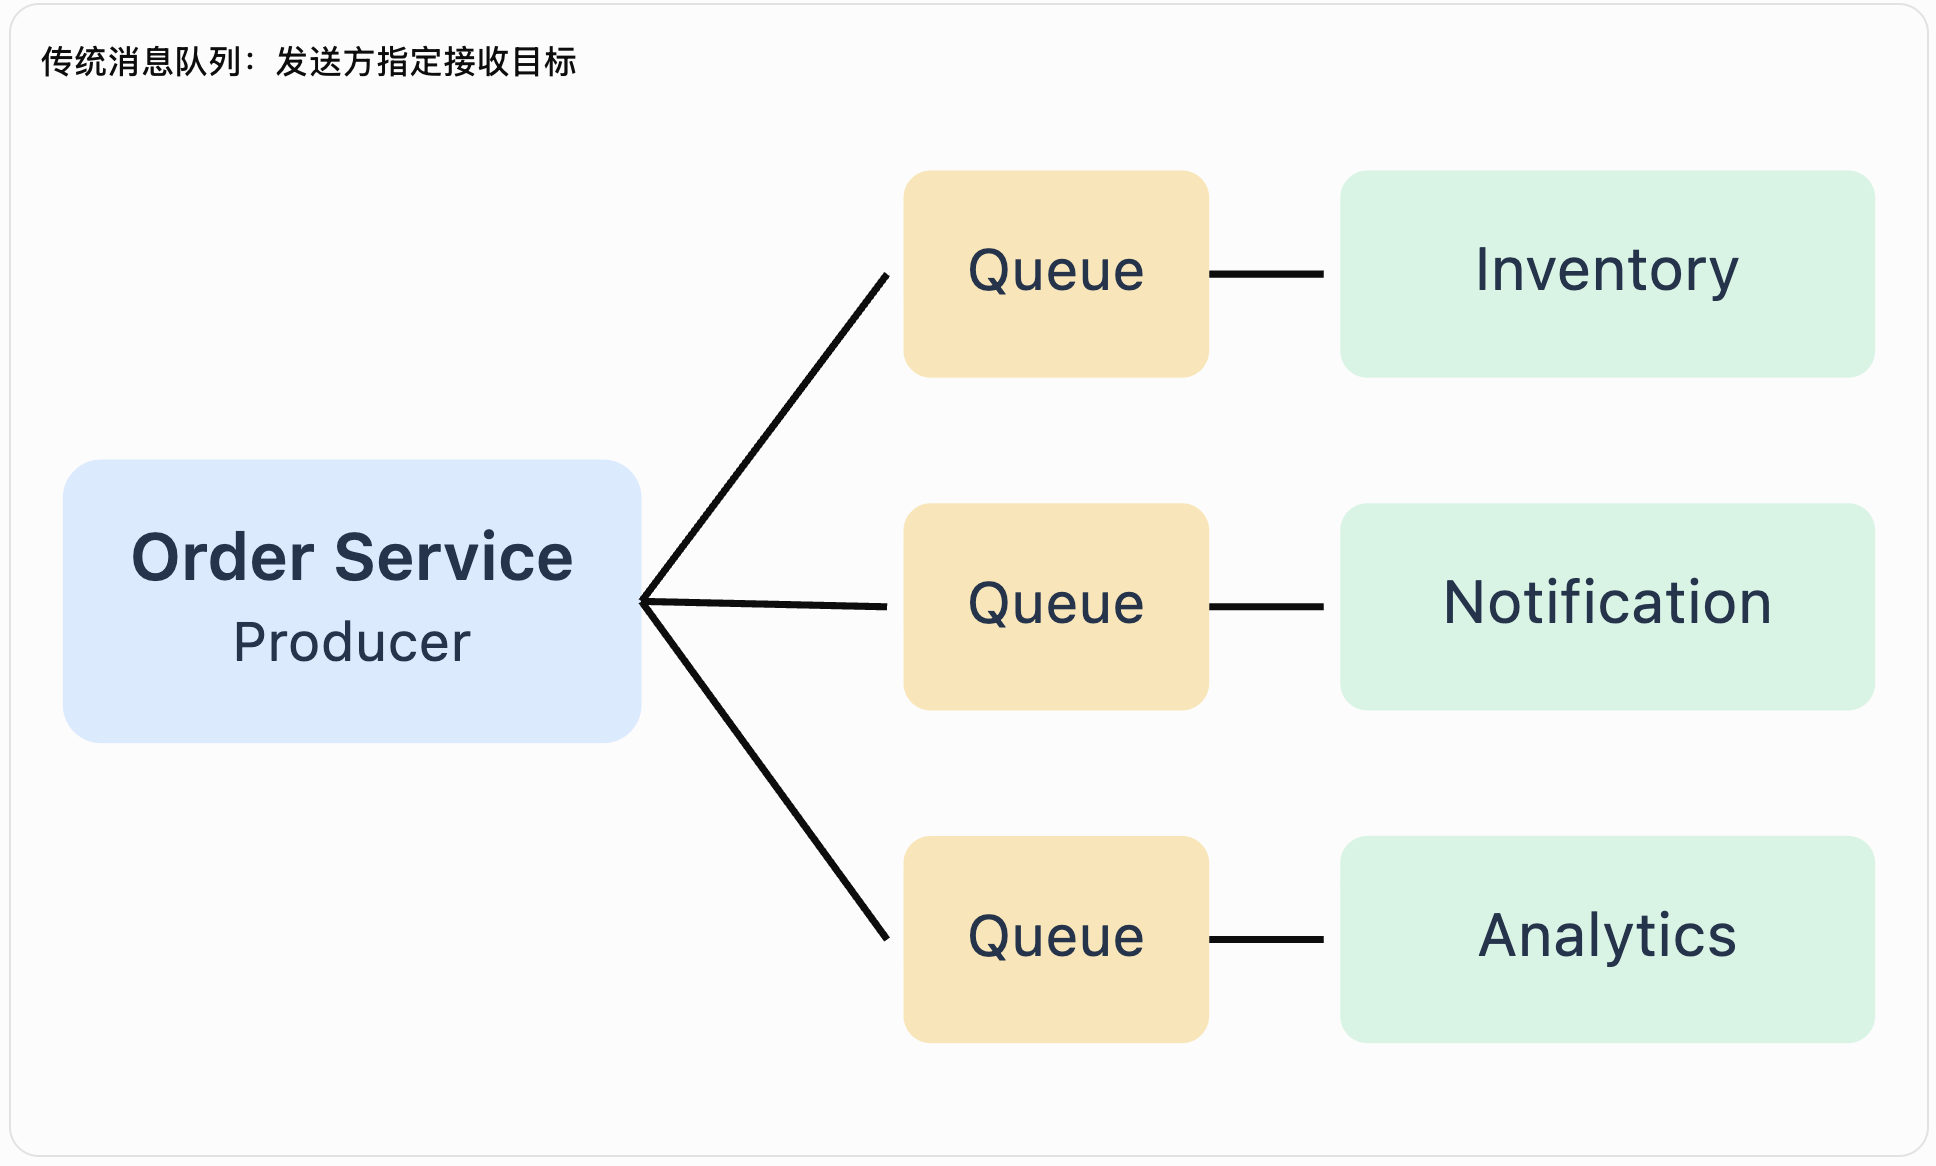 传统消息队列：发送方指定接收目标
Queue
Inventory
Order Service
Producer
Queue
Notification
Queue
Analytics